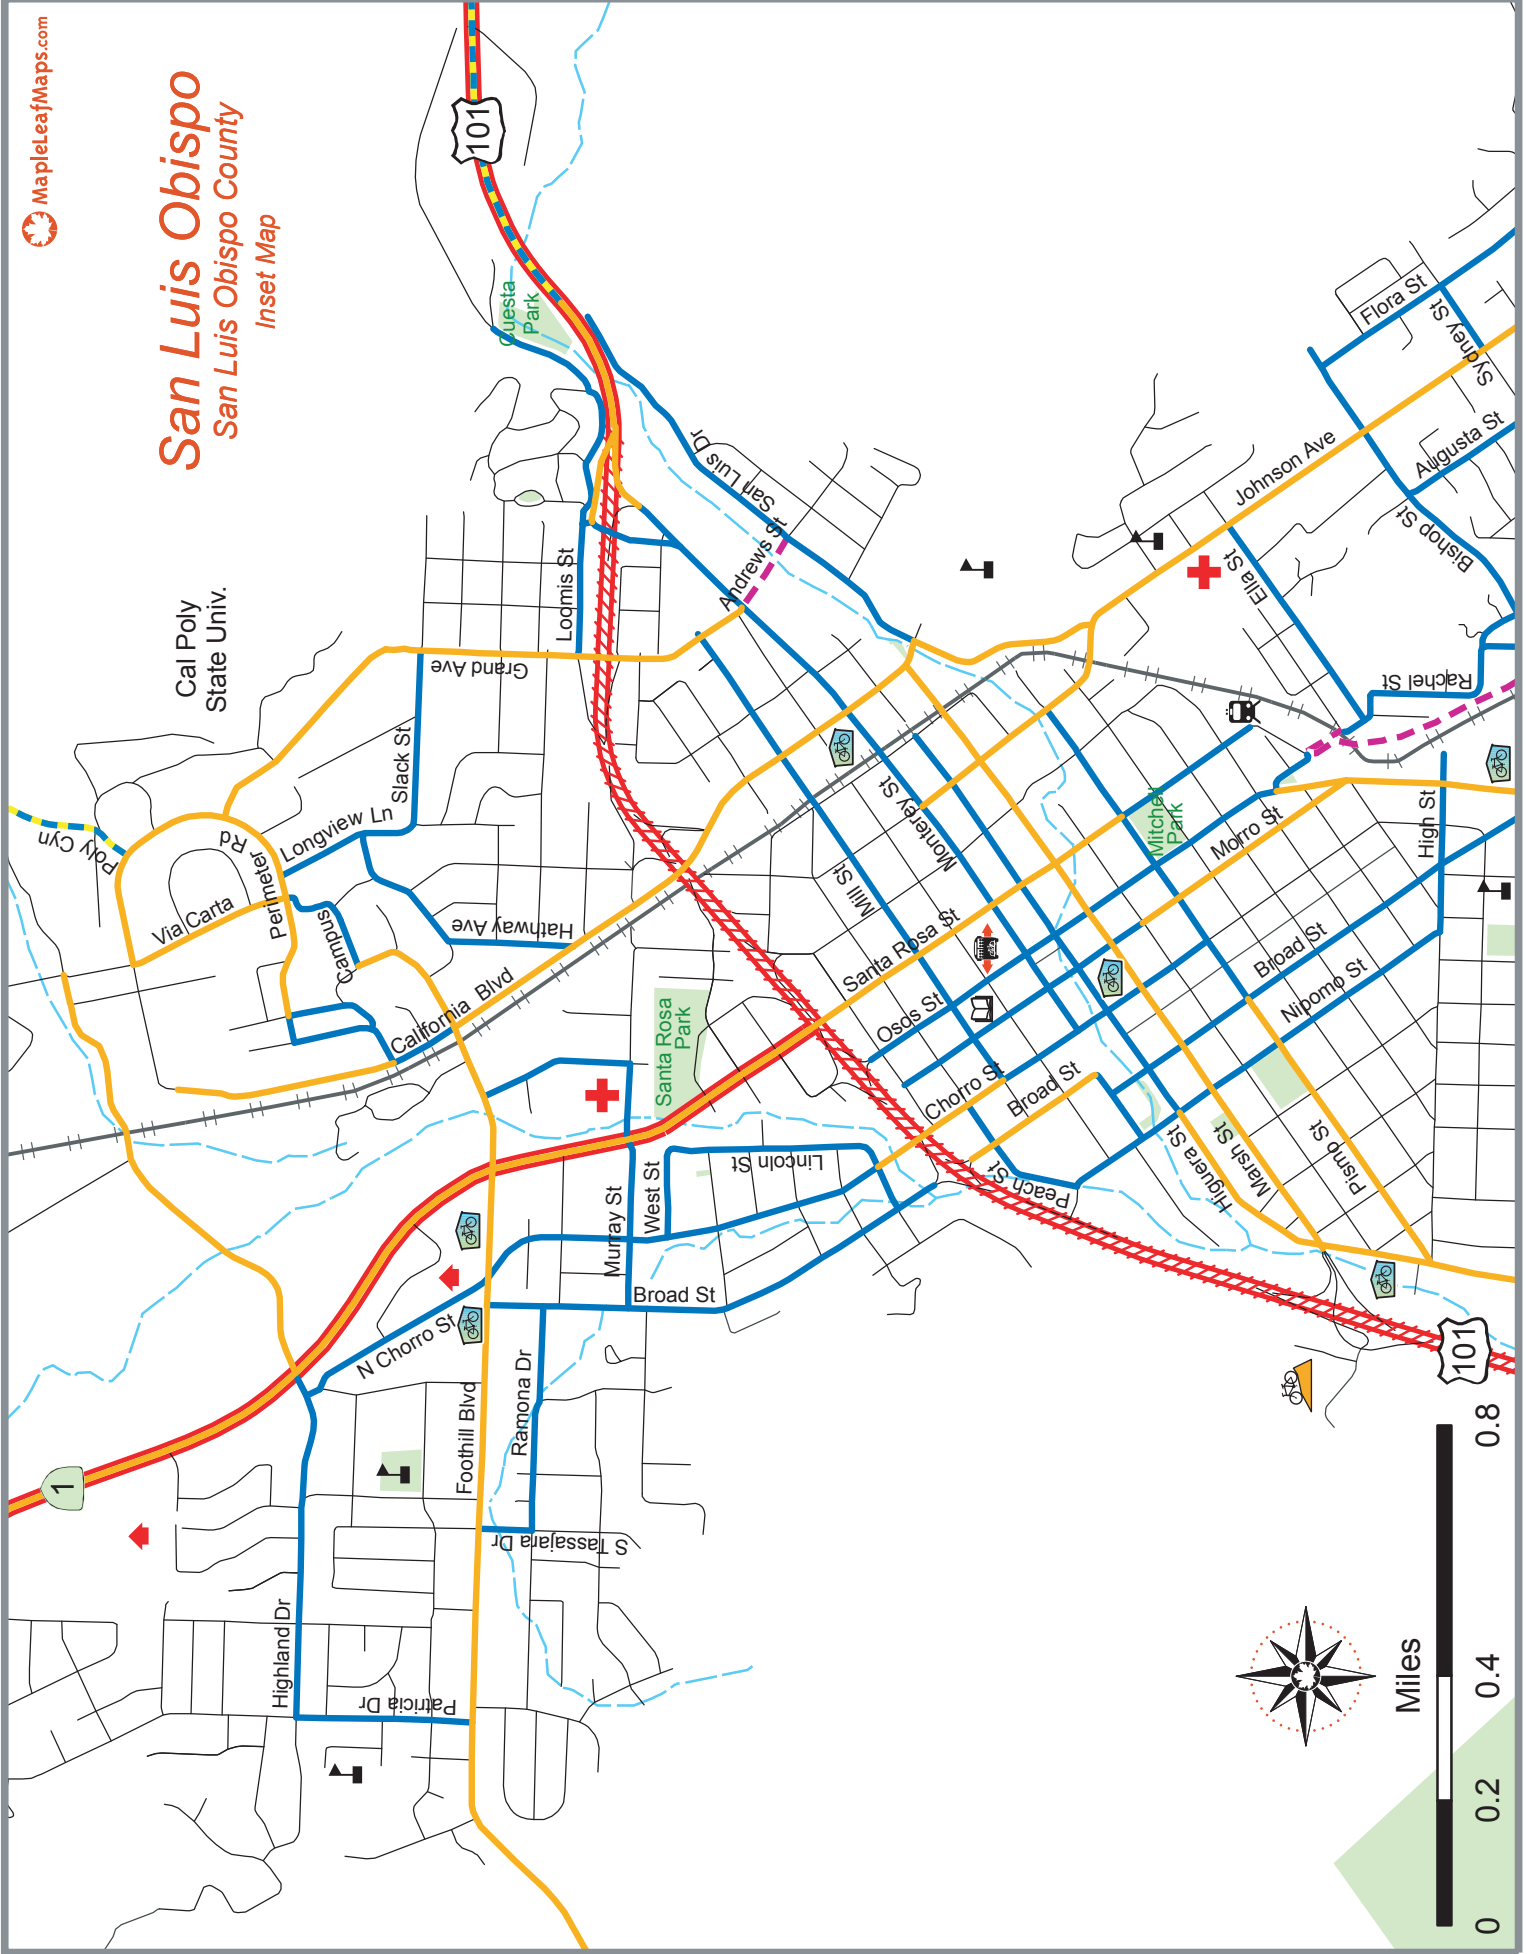 MapleLeafMaps.com
San Luis Obispo
San Luis Obispo County
Inset Map
101
Cuesta
Park
Cal Poly
State Univ.
Poly Cyn
Perimeter Rd
Via Carta
Longview Ln
Slack St
Grand Ave
Loomis St
Campus
Hathway Ave
California Blvd
San Luis Dr
Andrews St
Johnson Ave
Flora St
Sydney St
Augusta St
Bishop St
Ella St
Rachel St
Monterey St
Mill St
Santa Rosa St
Mitchell
Park
Morro St
High St
Osos St
Broad St
Nipomo St
Chorro St
Broad St
Santa Rosa
Park
Peach St
Higuera St
Marsh St
Pismo St
Lincoln St
West St
Murray St
Broad St
N Chorro St
Foothill Blvd
Ramona Dr
S Tassajara Dr
1
Highland Dr
Patricia Dr
101
Miles
0
0.2
0.4
0.8